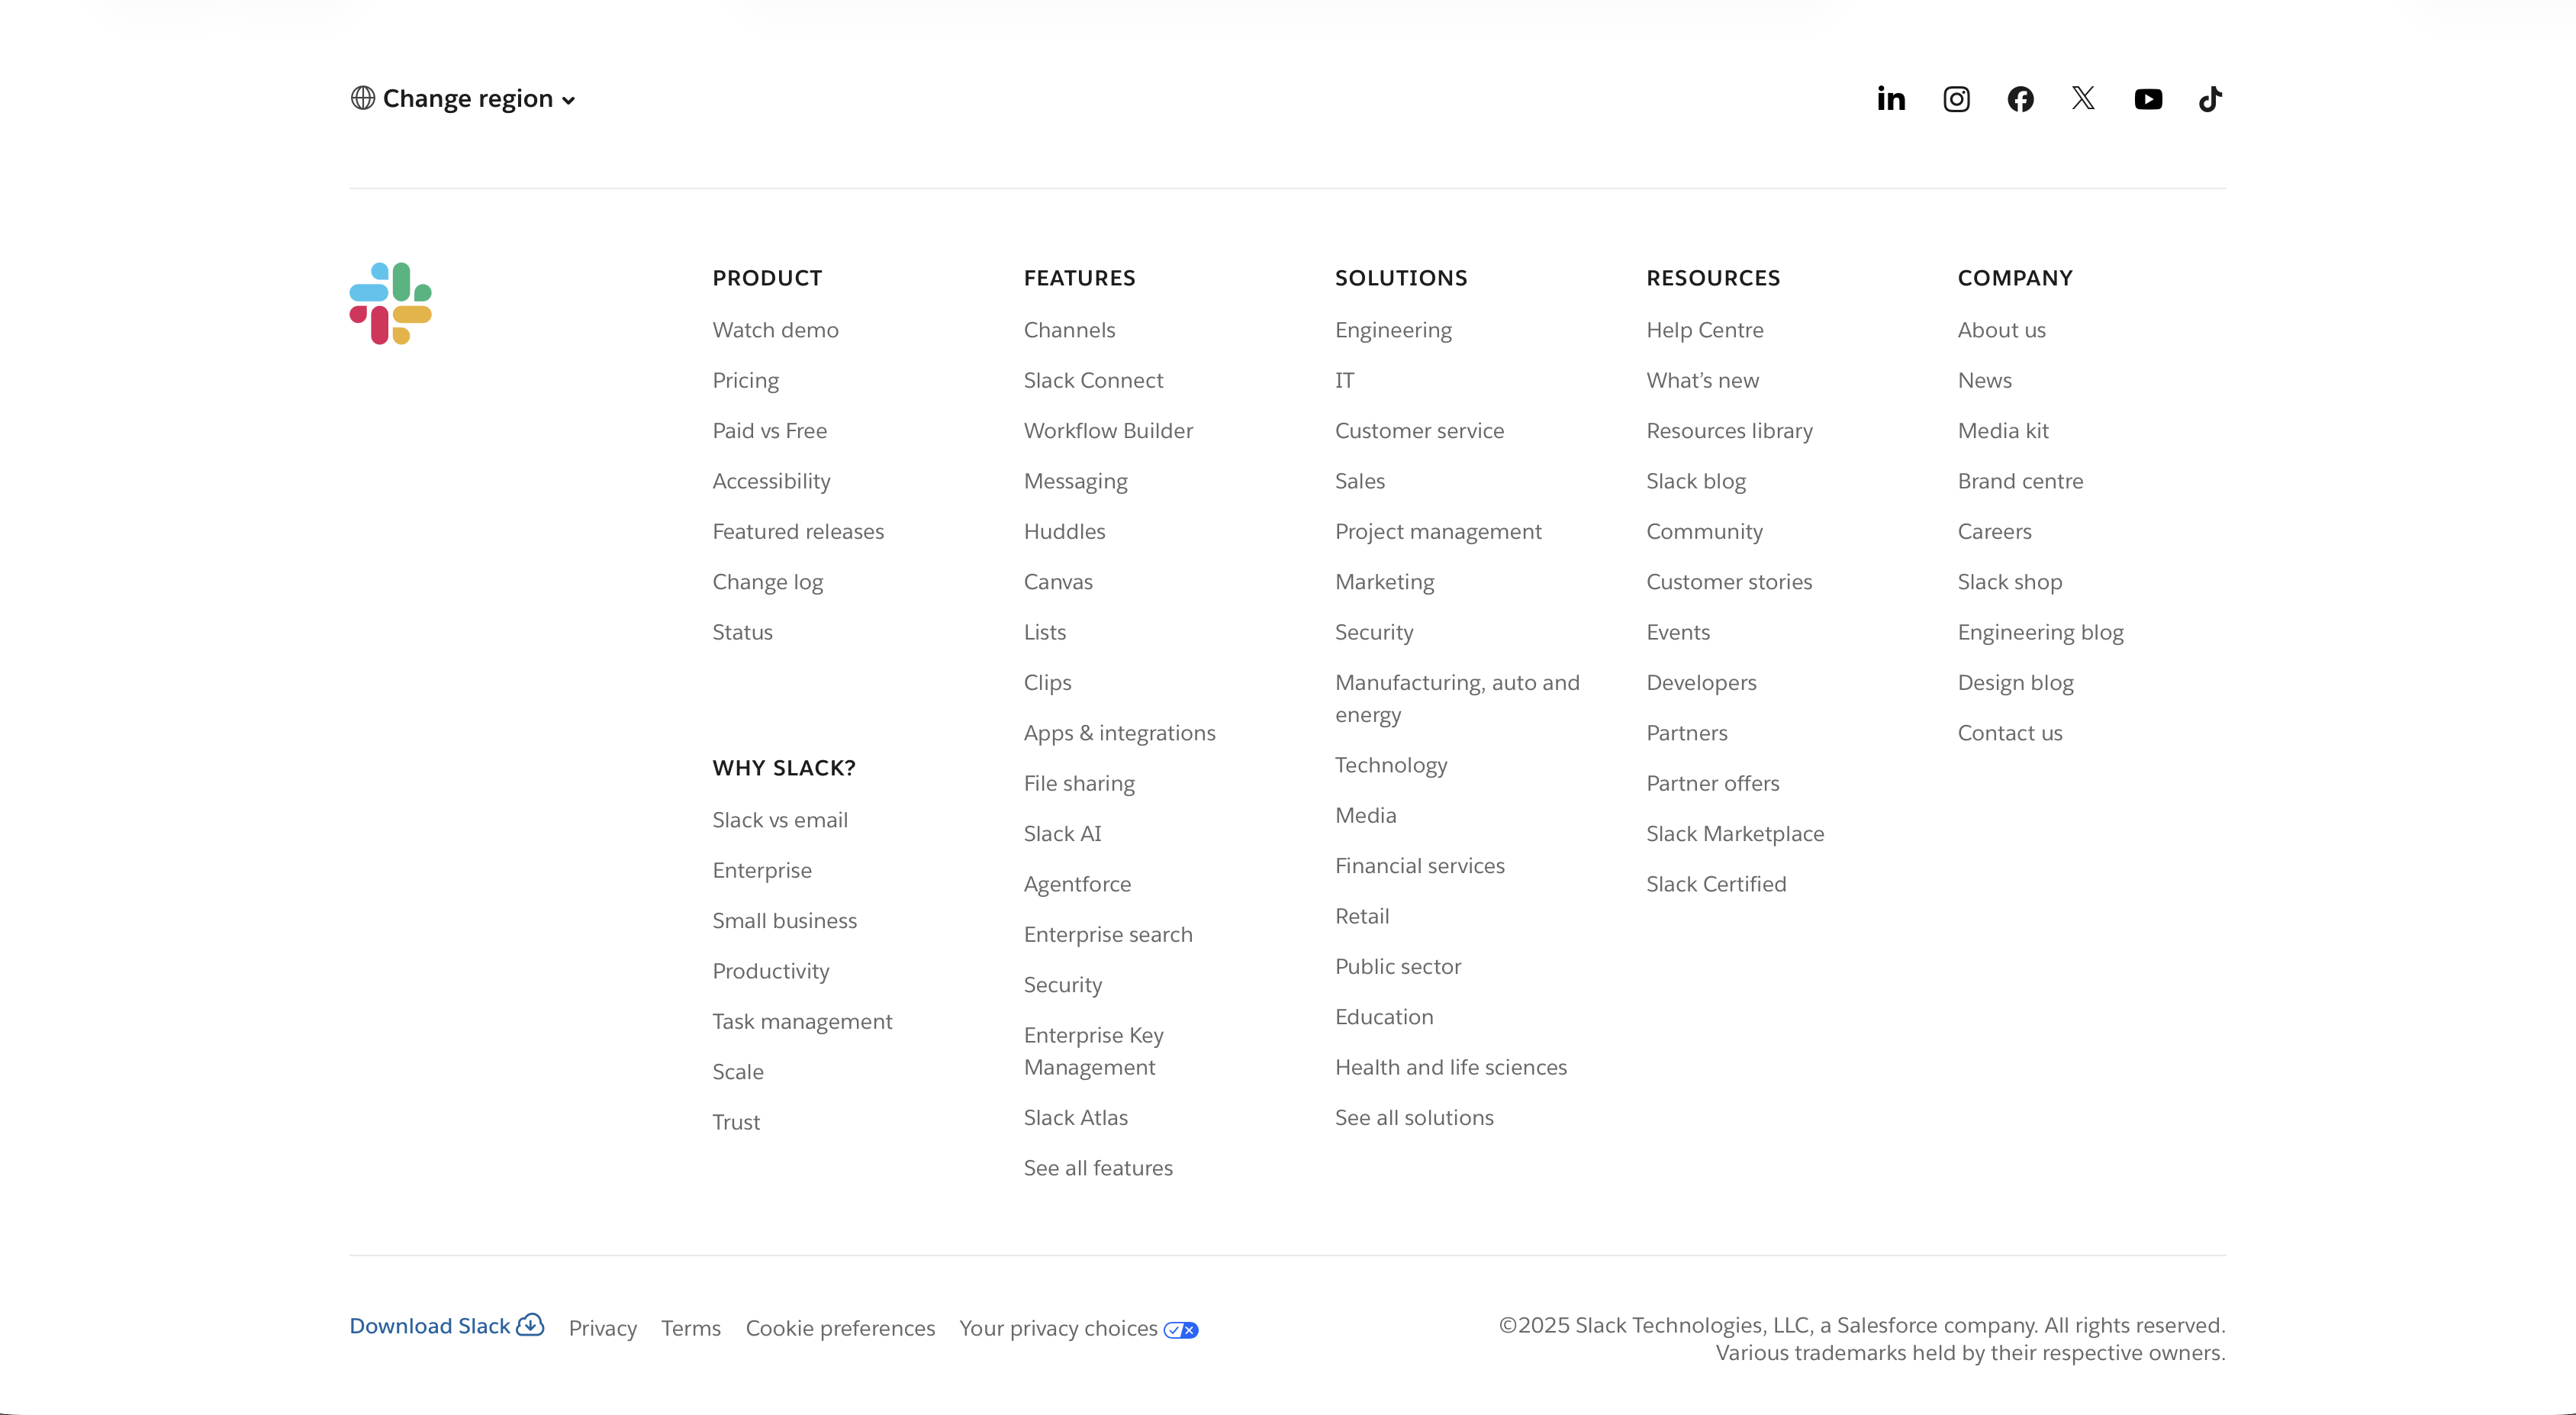 Change region
PRODUCT
Watch demo
Pricing
Paid vs Free
Accessibility
Featured releases
Change log
Status
WHY SLACK?
Slack vs email
Enterprise
Small business
Productivity
Task management
Scale
Trust
FEATURES
Channels
Slack Connect
Workflow Builder
Messaging
Huddles
Canvas
Lists
Clips
Apps & integrations
File sharing
Slack AI
Agentforce
Enterprise search
Security
Enterprise Key
Management
Slack Atlas
See all features
SOLUTIONS
Engineering
IT
Customer service
Sales
Project management
Marketing
Security
Manufacturing, auto and
energy
Technology
Media
Financial services
Retail
Public sector
Education
Health and life sciences
See all solutions
RESOURCES
Help Centre
What’s new
Resources library
Slack blog
Community
Customer stories
Events
Developers
Partners
Partner offers
Slack Marketplace
Slack Certified
COMPANY
About us
News
Media kit
Brand centre
Careers
Slack shop
Engineering blog
Design blog
Contact us
Download Slack
Privacy
Terms
Cookie preferences
Your privacy choices
©2025 Slack Technologies, LLC, a Salesforce company. All rights reserved.
Various trademarks held by their respective owners.